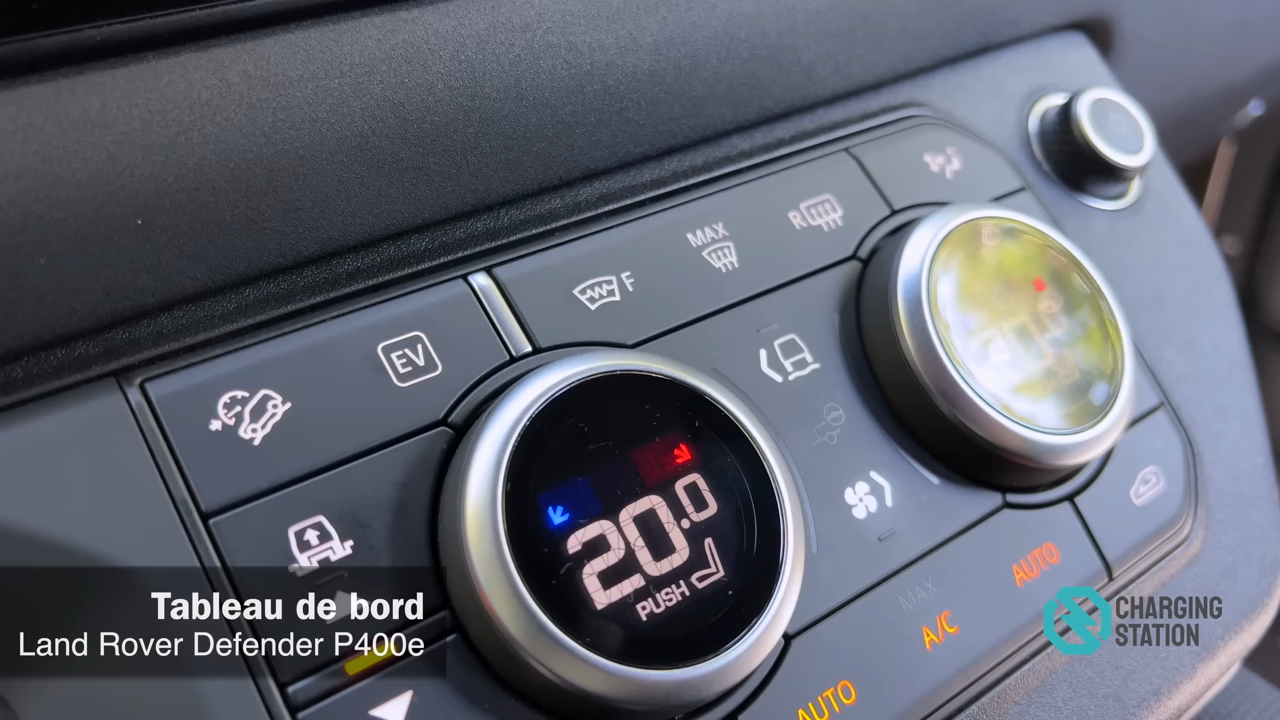 R
MAX
F
EV
20.0
PUSH
MAX
AUTO
A/C
AUTO
Tableau de bord
Land Rover Defender P400e
CHARGING
STATION